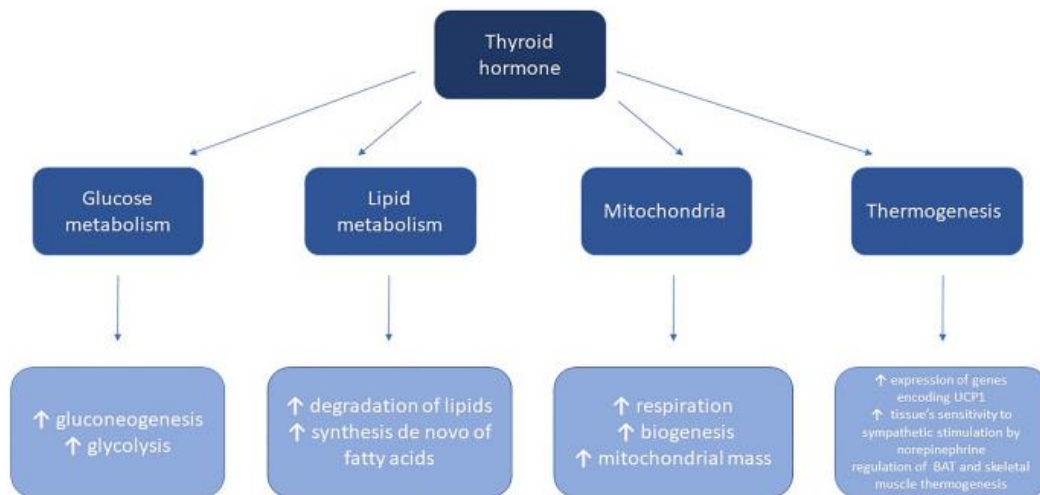 Thyroid
hormone
Glucose
metabolism
Lipid
metabolism
Mitochondria
Thermogenesis
↑ gluconeogenesis
↑ glycolysis
↑ degradation of lipids
↑ synthesis de novo of
fatty acids
↑ respiration
↑ biogenesis
↑ mitochondrial mass
↑ expression of genes
encoding UCP1
↑ tissue's sensitivity to
sympathetic stimulation by
norepinephrine
regulation of BAT and skeletal
muscle thermogenesis